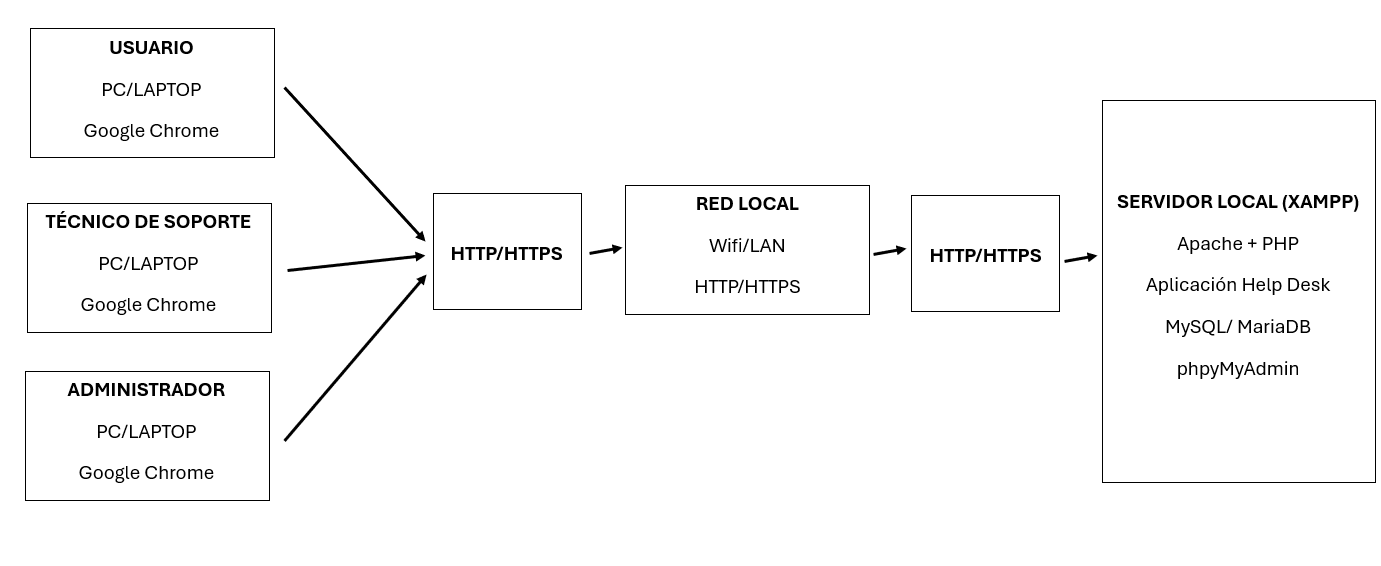 USUARIO
PC/LAPTOP
Google Chrome
TÉCNICO DE SOPORTE
PC/LAPTOP
Google Chrome
ADMINISTRADOR
PC/LAPTOP
Google Chrome
HTTP/HTTPS
RED LOCAL
Wifi/LAN
HTTP/HTTPS
HTTP/HTTPS
SERVIDOR LOCAL (XAMPP)
Apache + PHP
Aplicación Help Desk
MySQL/ MariaDB
phpyMyAdmin